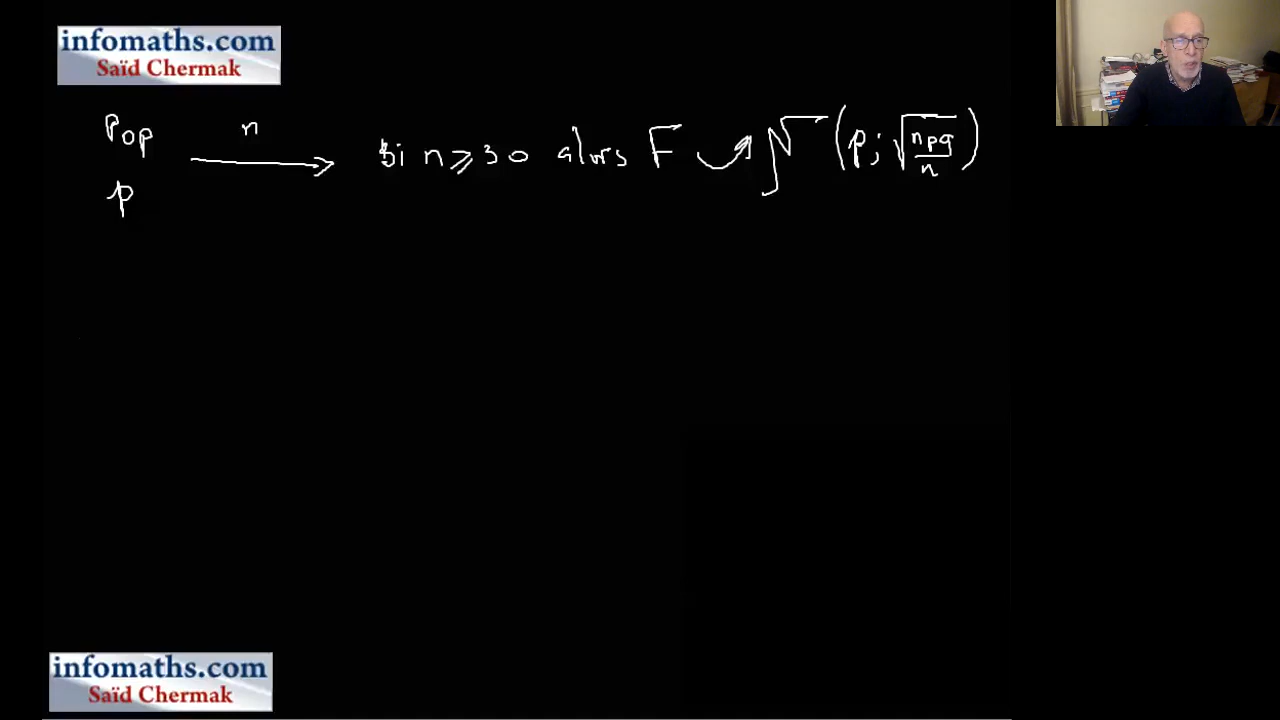 infomaths.com
Saïd Chermak
Pop n Si n ⩾ 30 alors F ↪ N (p; √npq/n)
p
infomaths.com
Saïd Chermak